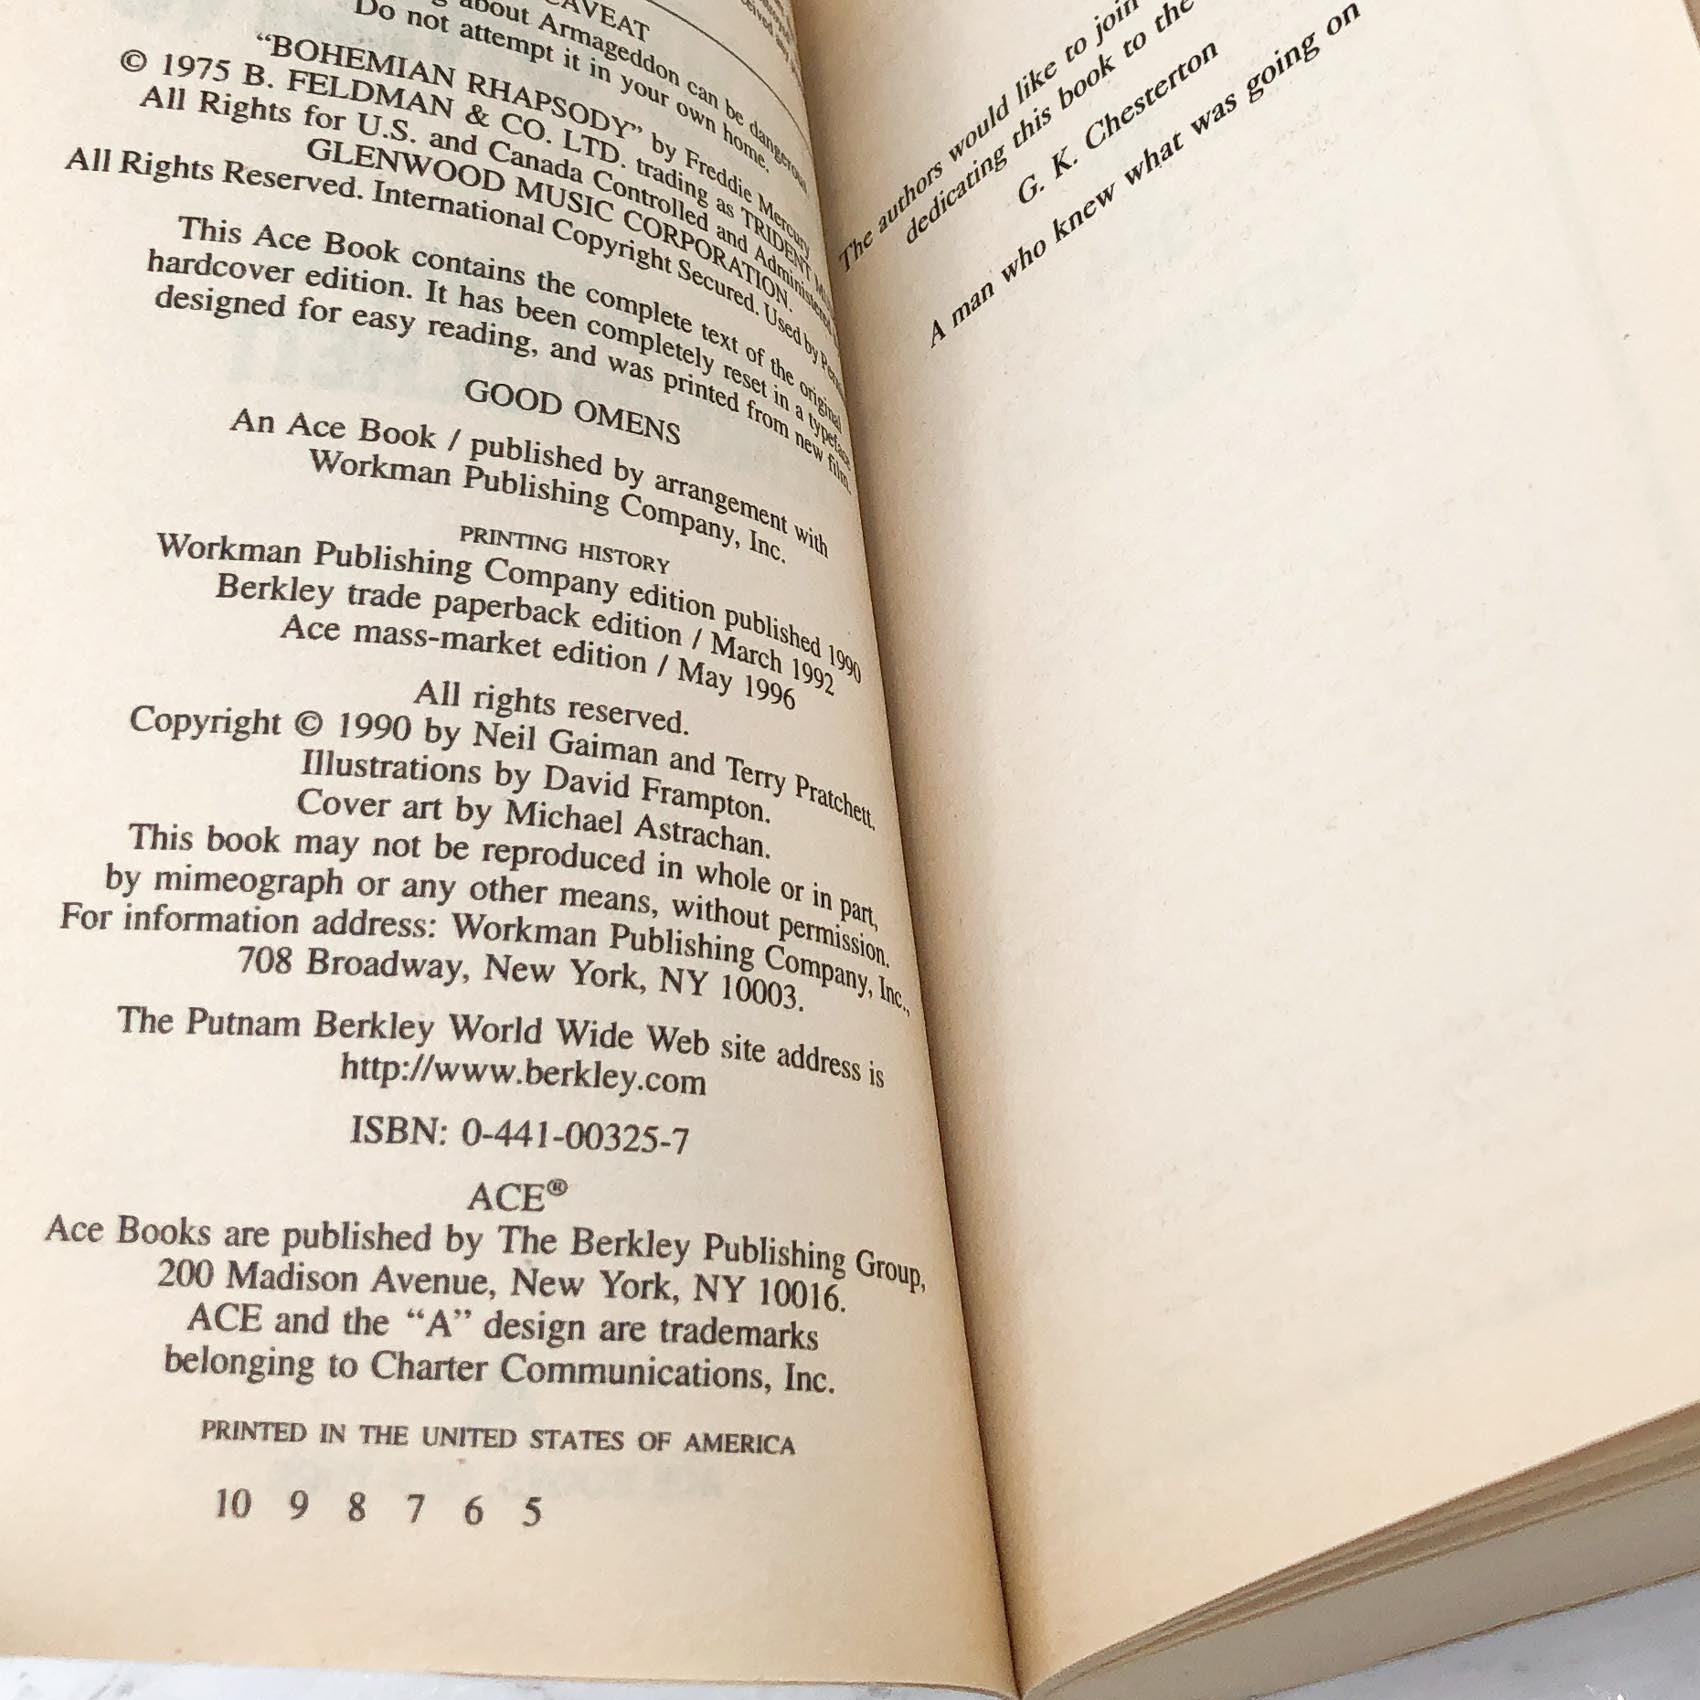 CAVEAT
about Armageddon can be dangerous.
Do not attempt it in your own home.
“BOHEMIAN RHAPSODY” by Freddie Mercury
© 1975 B. FELDMAN & CO. LTD. trading as TRIDENT
All Rights for U.S. and Canada Controlled and Administered
GLENWOOD MUSIC CORPORATION.
All Rights Reserved. International Copyright Secured. Used by
This Ace Book contains the complete text of the original
hardcover edition. It has been completely reset in a typeface
designed for easy reading, and was printed from new film.
GOOD OMENS
An Ace Book / published by arrangement with
Workman Publishing Company, Inc.
PRINTING HISTORY
Workman Publishing Company edition published 1990
Berkley trade paperback edition / March 1992
Ace mass-market edition / May 1996
All rights reserved.
Copyright © 1990 by Neil Gaiman and Terry Pratchett.
Illustrations by David Frampton.
Cover art by Michael Astrachan.
This book may not be reproduced in whole or in part,
by mimeograph or any other means, without permission.
For information address: Workman Publishing Company, Inc.,
708 Broadway, New York, NY 10003.
The Putnam Berkley World Wide Web site address is
http://www.berkley.com
ISBN: 0-441-00325-7
ACE®
Ace Books are published by The Berkley Publishing Group,
200 Madison Avenue, New York, NY 10016.
ACE and the “A” design are trademarks
belonging to Charter Communications, Inc.
PRINTED IN THE UNITED STATES OF AMERICA
10 9 8 7 6 5
The authors would like to join
dedicating this book to the
G. K. Chesterton
A man who knew what was going on